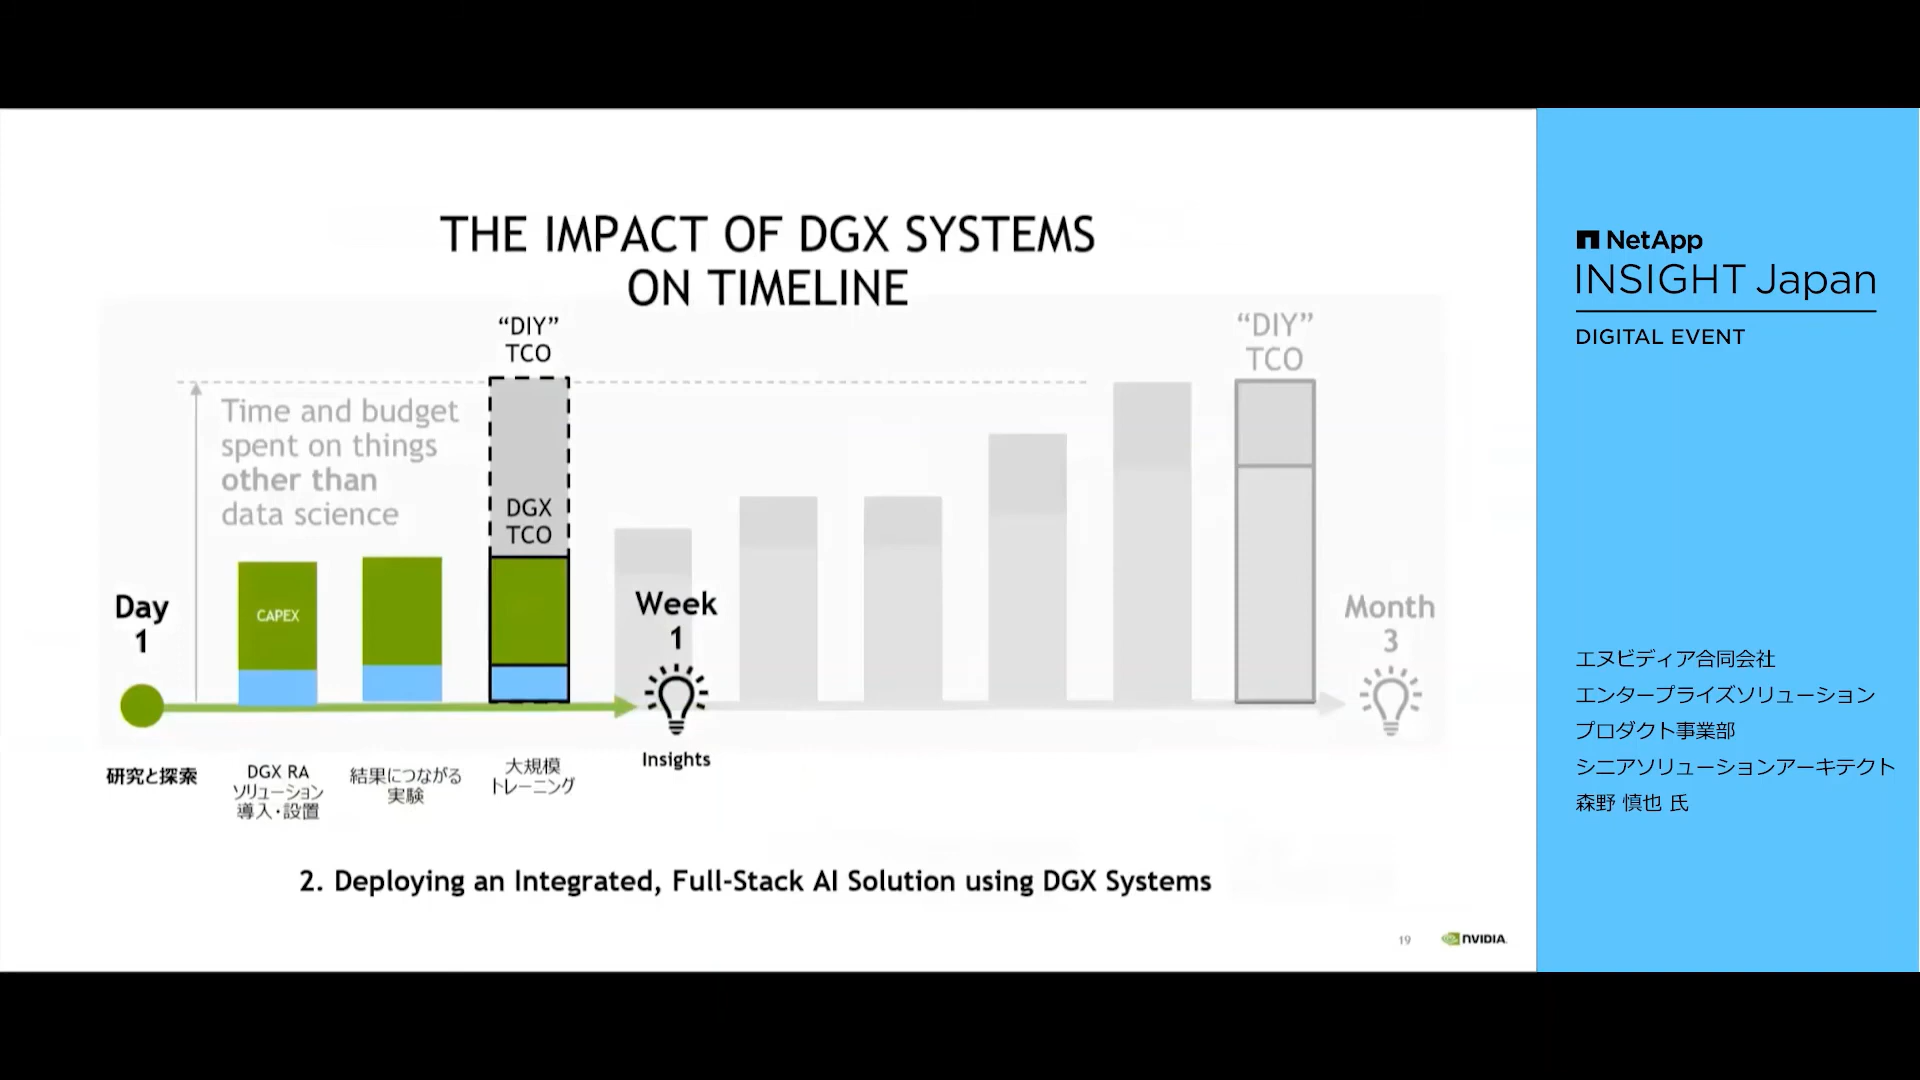 THE IMPACT OF DGX SYSTEMS
ON TIMELINE
“DIY”
TCO
“DIY”
TCO
Time and budget
spent on things
other than
data science
DGX
TCO
CAPEX
Day
1
Week
1
Month
3
Insights
研究と探索
DGX RA
ソリューション
導入・設置
結果につながる
実験
大規模
トレーニング
2. Deploying an Integrated, Full-Stack AI Solution using DGX Systems
19
NVIDIA.
NetApp
INSIGHT Japan
DIGITAL EVENT
エヌビディア合同会社
エンタープライズソリューション
プロダクト事業部
シニアソリューションアーキテクト
森野 慎也 氏